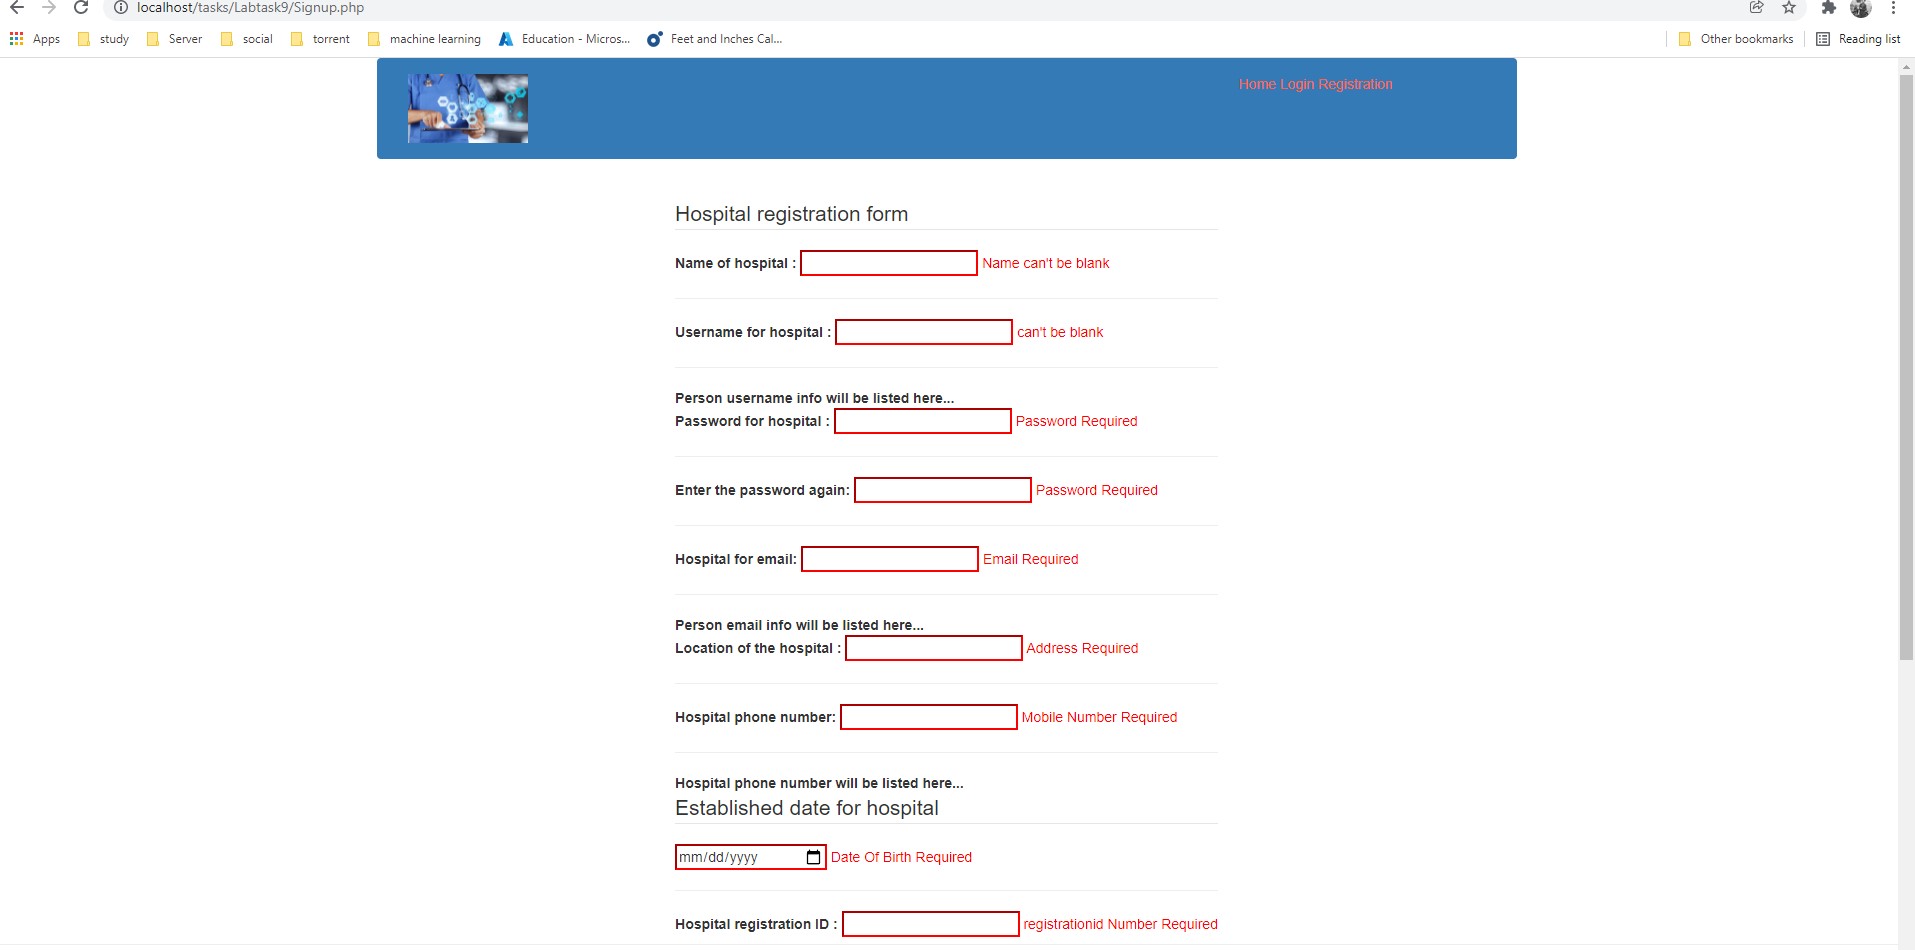 localhost/tasks/Labtask9/Signup.php
Apps study Server social torrent machine learning Education - Micros... Feet and Inches Cal... Other bookmarks Reading list
Home Login Registration
Hospital registration form
Name of hospital : Name can't be blank
Username for hospital : can't be blank
Person username info will be listed here...
Password for hospital : Password Required
Enter the password again: Password Required
Hospital for email: Email Required
Person email info will be listed here...
Location of the hospital : Address Required
Hospital phone number: Mobile Number Required
Hospital phone number will be listed here...
Established date for hospital
mm/dd/yyyy Date Of Birth Required
Hospital registration ID : registrationid Number Required